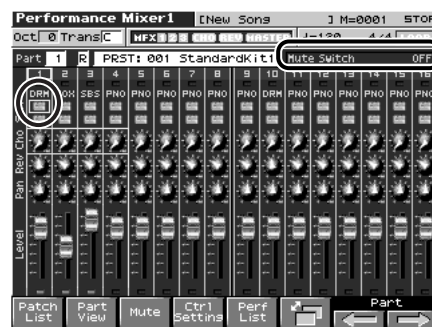 Performance Mixer1 [New Song ] M=0001 STOP
Oct 0 Trans C MFX 1 2 3 CHO REV MASTER J=120 4/4
Part 1 R PRST: 001 StandardKit1 Mute Switch OFF
1 2 3 4 5 6 7 8 9 10 11 12 13 14 15 16
DRM SBS PNO PNO PNO PNO PNO PNO DRM PNO PNO PNO PNO PNO
Cho
Rev
Pan
Level
Patch List Part View Mute Ctrl Setting Perf List Part